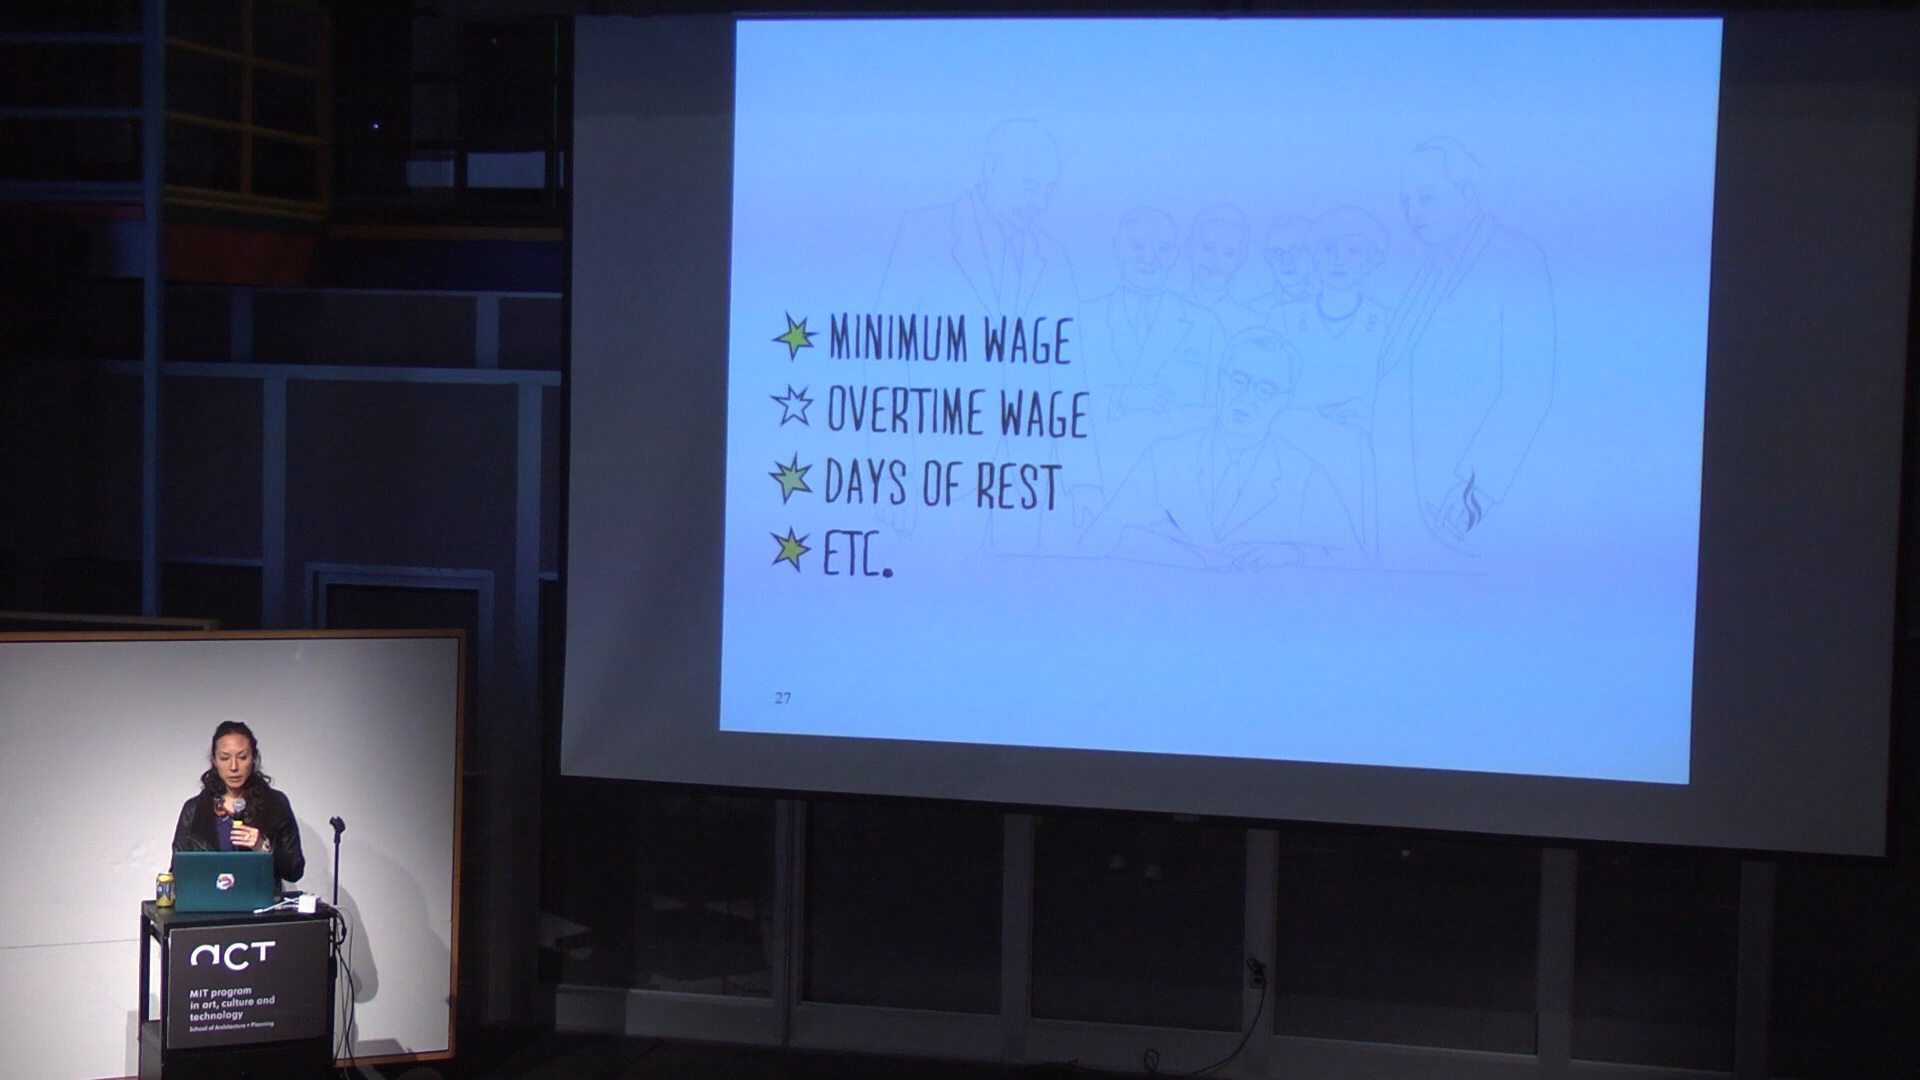 MINIMUM WAGE
OVERTIME WAGE
DAYS OF REST
ETC.
27
ACT
MIT program
in art, culture and
technology
School of Architecture + Planning